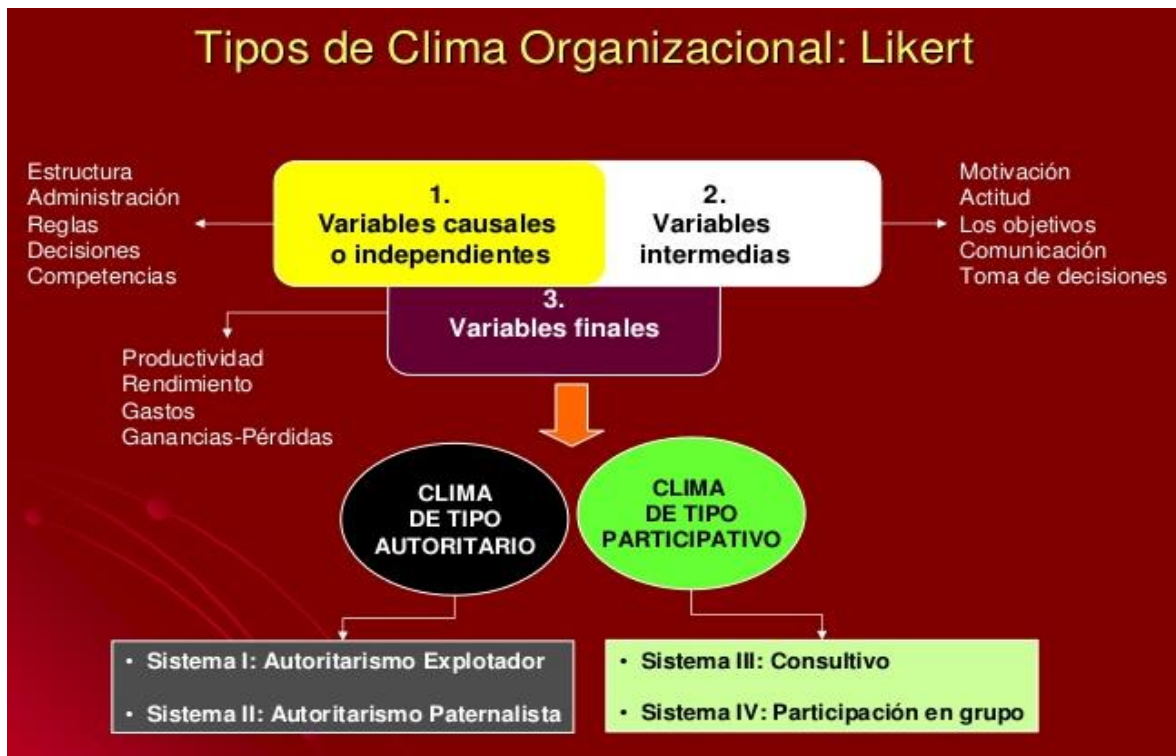 Tipos de Clima Organizacional: Likert
Estructura
Administración
Reglas
Decisiones
Competencias
1.
Variables causales
o independientes
2.
Variables
intermedias
Motivación
Actitud
Los objetivos
Comunicación
Toma de decisiones
3.
Variables finales
Productividad
Rendimiento
Gastos
Ganancias-Pérdidas
CLIMA
DE TIPO
AUTORITARIO
CLIMA
DE TIPO
PARTICIPATIVO
• Sistema I: Autoritarismo Explotador
• Sistema II: Autoritarismo Paternalista
• Sistema III: Consultivo
• Sistema IV: Participación en grupo